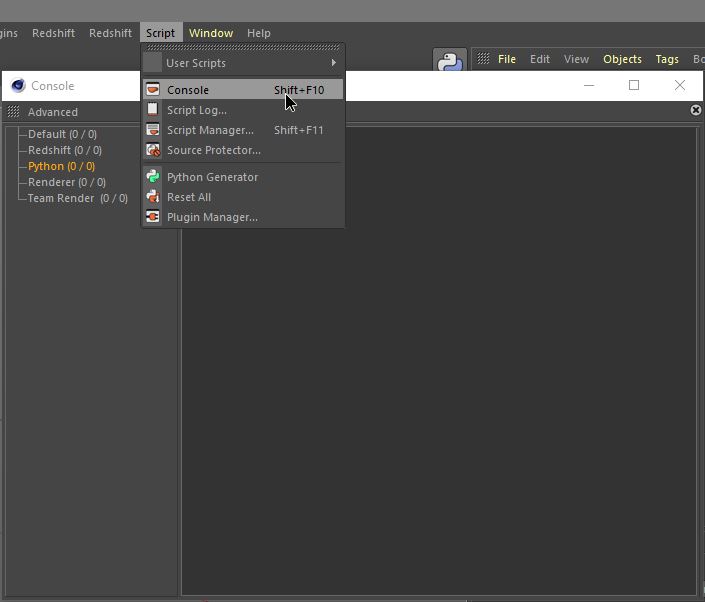 Redshift Redshift Script Window Help
User Scripts
File Edit View Objects Tags
Console
Console Shift+F10
Advanced
Script Log...
Default (0 / 0)
Script Manager... Shift+F11
Redshift (0 / 0)
Source Protector...
Python (0 / 0)
Renderer (0 / 0)
Python Generator
Team Render (0 / 0)
Reset All
Plugin Manager...